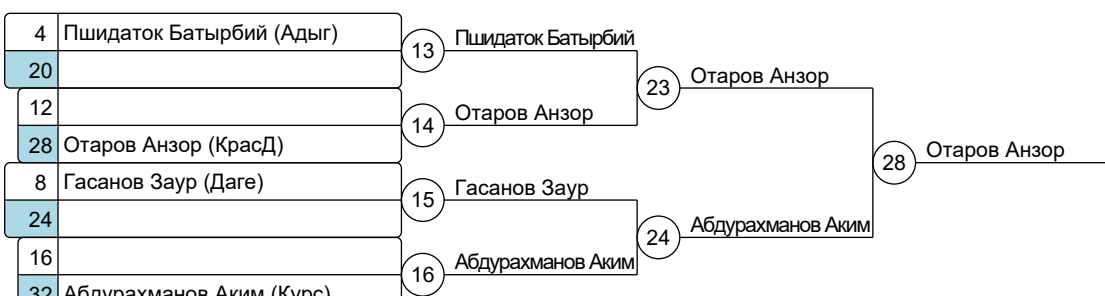 4 Пшидаток Батырбий (Адыг)
20
12
28 Отаров Анзор (КрасД)
8 Гасанов Заур (Даге)
24
16
32 Абдурахманов Аким (Курс)
13
14
15
16
Пшидаток Батырбий
Отаров Анзор
Гасанов Заур
Абдурахманов Аким
23
24
Отаров Анзор
Абдурахманов Аким
28
Отаров Анзор